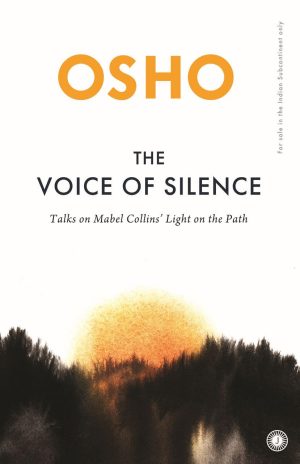 OSHO
For sale in the Indian Subcontinent only
THE
VOICE OF SILENCE
Talks on Mabel Collins' Light on the Path
J